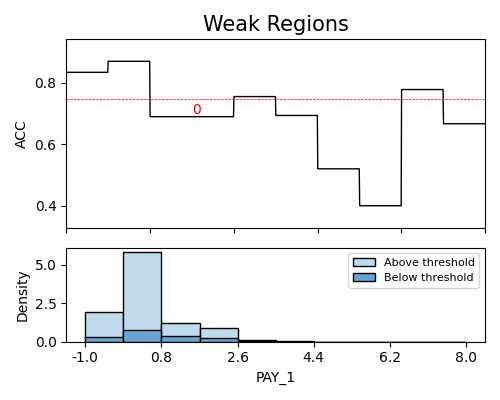 Weak Regions
0.8
0.6
0.4
ACC
0
5.0
2.5
0.0
Density
Above threshold
Below threshold
-1.0 0.8 2.6 4.4 6.2 8.0
PAY_1